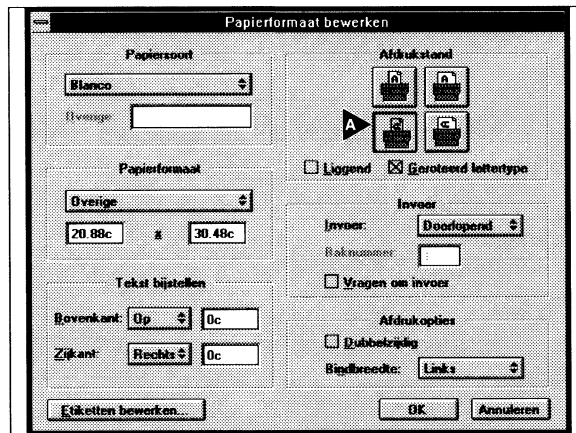 Papierformaat bewerken
Papiersoort
Blanco
Overige:
Papierformaat
Overige
20.88c x 30.48c
Tekst bijstellen
Bovenkant: Op 0c
Zijkant: Rechts 0c
Etiketten bewerken...
Afdrukstand
A A
A
A A
Liggend Geroteerd lettertype
Invoer
Invoer: Doorlopend
Baknummer:
Vragen om invoer
Afdrukopties
Dubbelzijdig
Bindbreedte: Links
OK Annuleren